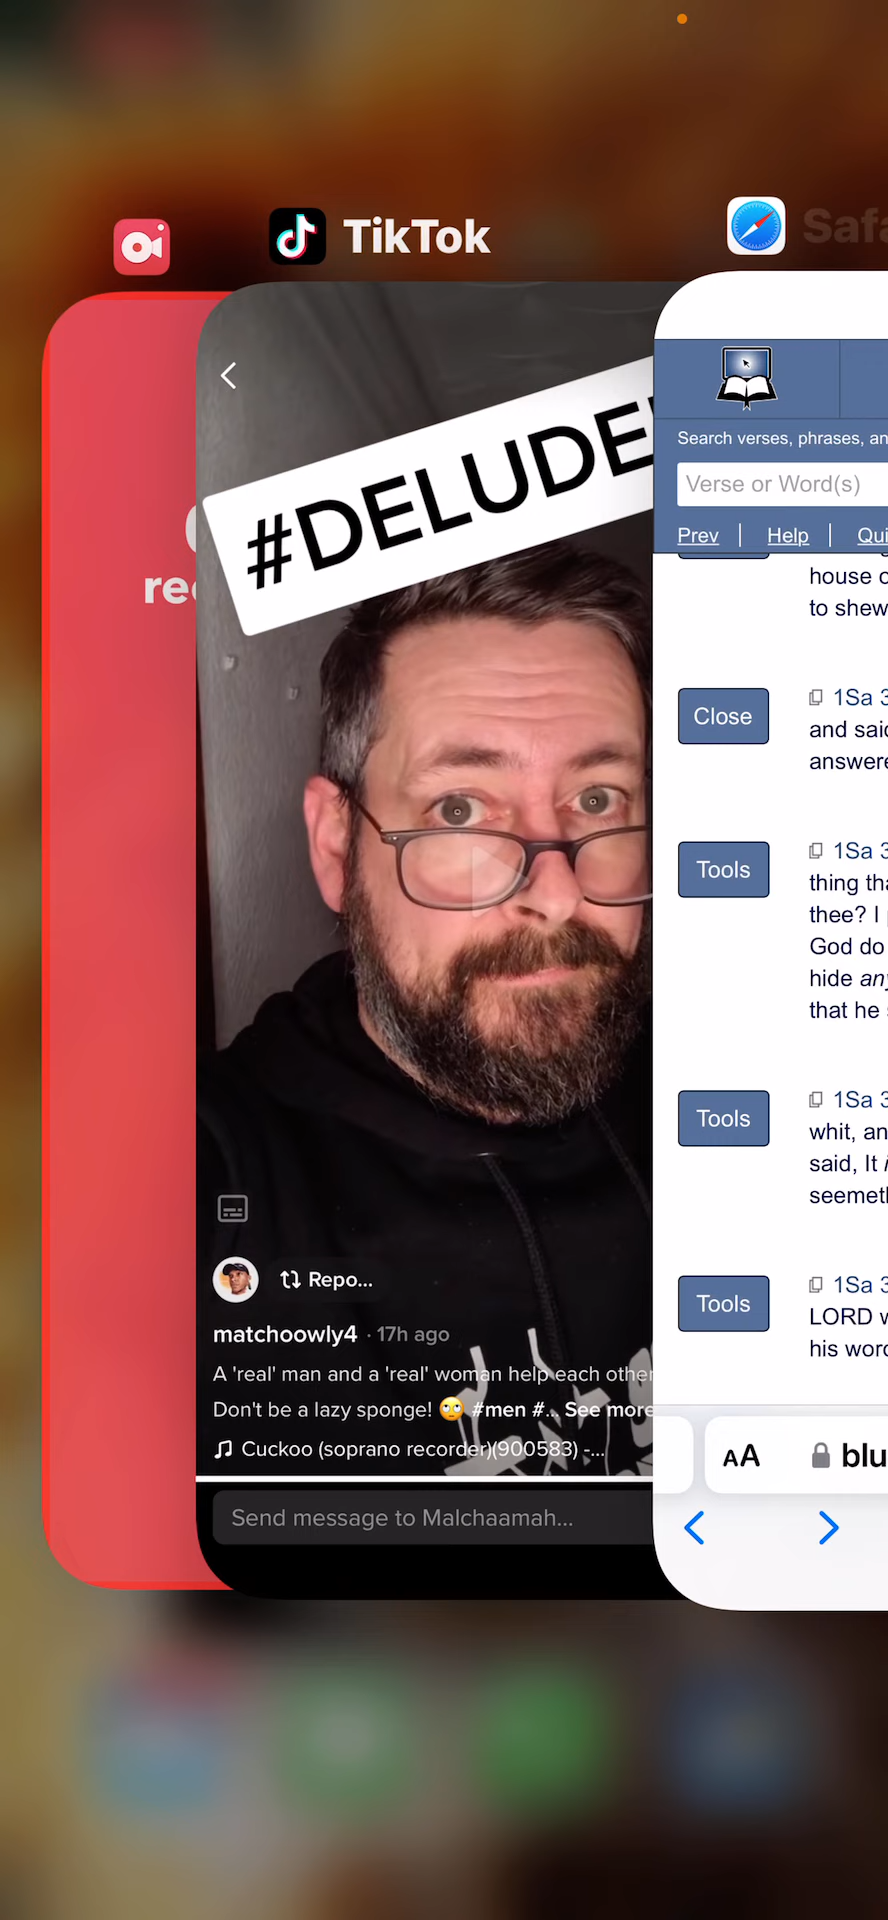 TikTok
Safa
#DELUDE
rec
Repo...
matchoowly4 · 17h ago
A 'real' man and a 'real' woman help each other
Don't be a lazy sponge! 🙄 #men #... See more
Cuckoo (soprano recorder)(900583) -...
Send message to Malchaamah...
Search verses, phrases, an
Verse or Word(s)
Prev | Help | Qui
house o
to shew
Close
1Sa 3
and said
answere
Tools
1Sa 3
thing tha
thee? I p
God do
hide any
that he s
Tools
1Sa 3
whit, an
said, It i
seemeth
Tools
1Sa 3
LORD w
his word
AA
blu